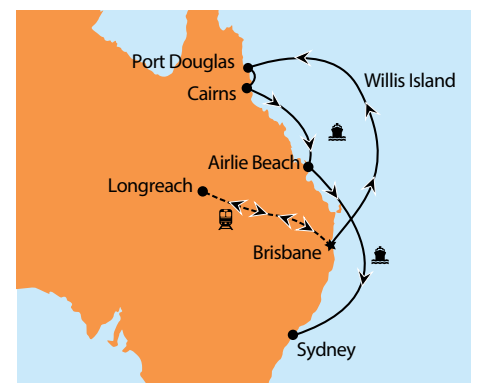 Port Douglas
Willis Island
Cairns
Airlie Beach
Longreach
Brisbane
Sydney